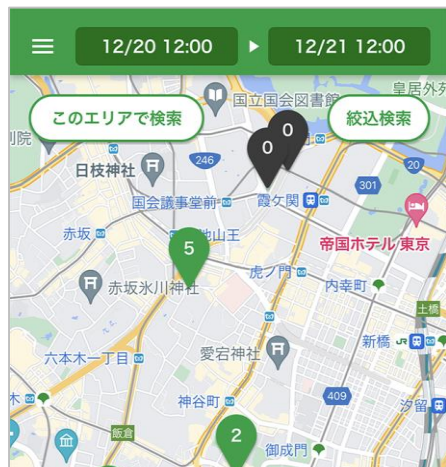 12/20 12:00
12/21 12:00
皇居外苑
国立国会図書館
このエリアで検索
絞込検索
0
0
日枝神社
246
20
301
国会議事堂前
霞ケ関
赤坂
池山王
帝国ホテル 東京
5
虎ノ門
内幸町
赤坂氷川神社
土橋
新橋
JR
六本木一丁目
愛宕神社
409
木
神谷町
汐留
飯倉
2
御成門